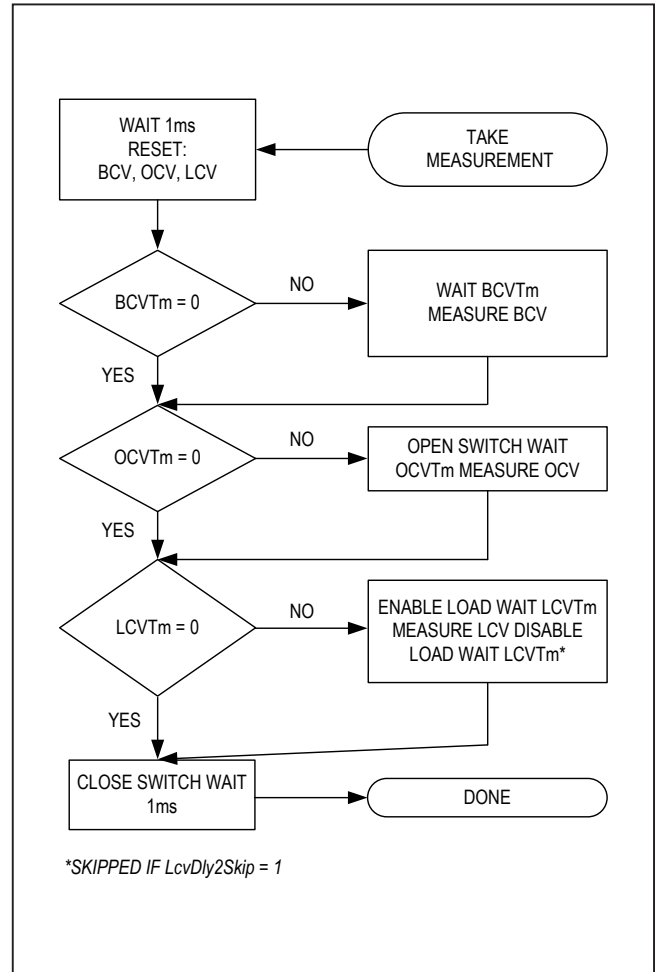 TAKE
MEASUREMENT
WAIT 1ms
RESET:
BCV, OCV, LCV
BCVTm = 0
NO
WAIT BCVTm
MEASURE BCV
YES
OCVTm = 0
NO
OPEN SWITCH WAIT
OCVTm MEASURE OCV
YES
LCVTm = 0
NO
ENABLE LOAD WAIT LCVTm
MEASURE LCV DISABLE
LOAD WAIT LCVTm*
YES
CLOSE SWITCH WAIT
1ms
DONE
*SKIPPED IF LcvDly2Skip = 1